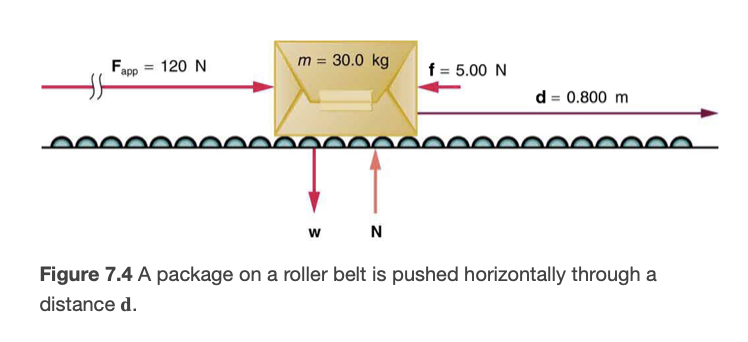 F_app = 120 N
m = 30.0 kg
f = 5.00 N
d = 0.800 m
w
N
Figure 7.4 A package on a roller belt is pushed horizontally through a
distance d.